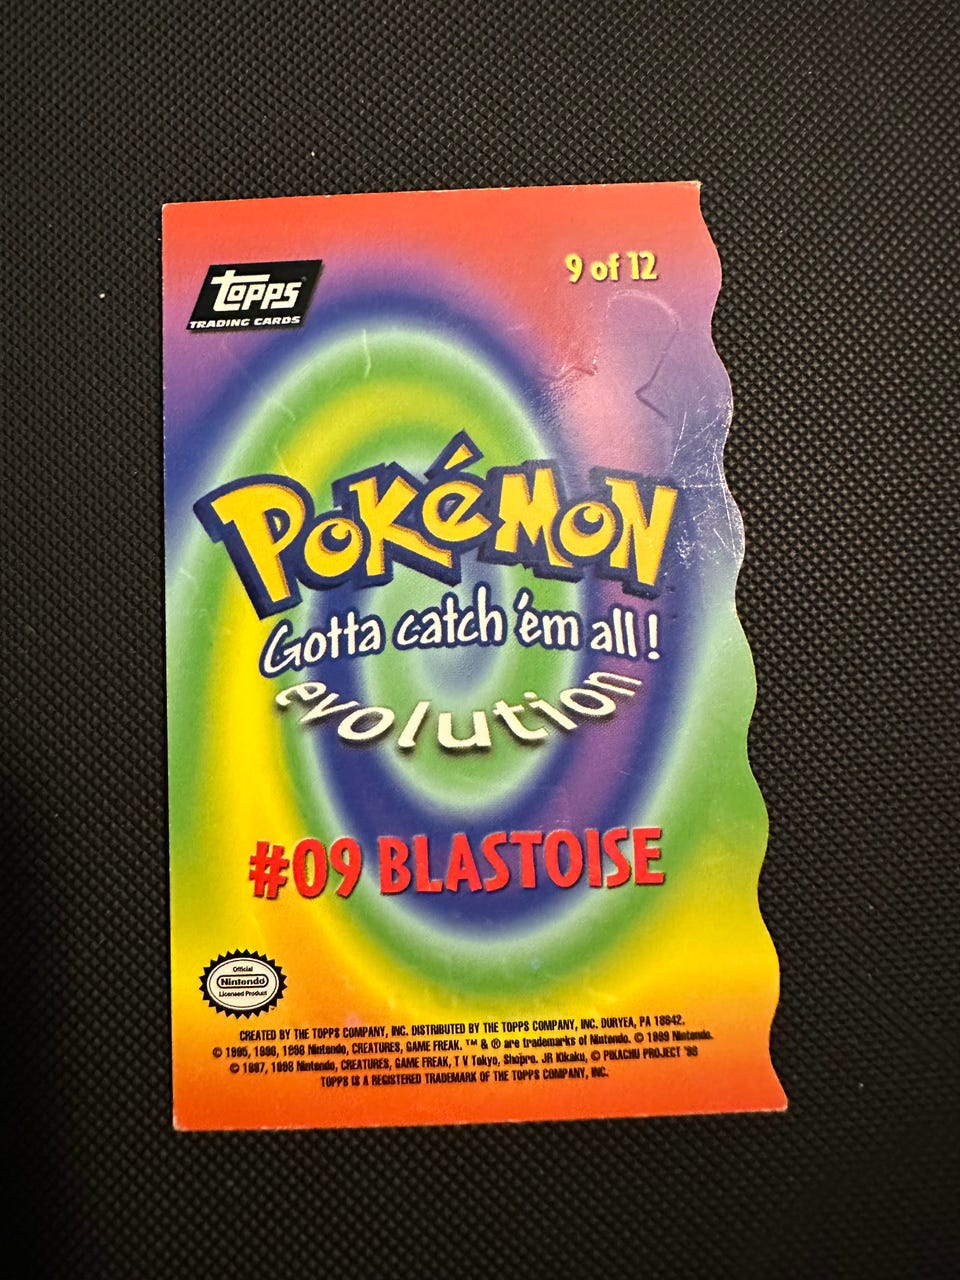 9 of 12
Topps
TRADING CARDS
POKéMON
Gotta catch 'em all!
evolution
#09 BLASTOISE
Official
Nintendo
Licensed Product
CREATED BY THE TOPPS COMPANY, INC. DISTRIBUTED BY THE TOPPS COMPANY, INC. DURYEA, PA 18642.
© 1995, 1996, 1998 Nintendo, CREATURES, GAME FREAK. ™ & ® are trademarks of Nintendo. © 1999 Nintendo.
© 1997, 1998 Nintendo, CREATURES, GAME FREAK, T V Tokyo, Shopro. JR Kikaku, © PIKACHU PROJECT '98
TOPPS IS A REGISTERED TRADEMARK OF THE TOPPS COMPANY, INC.